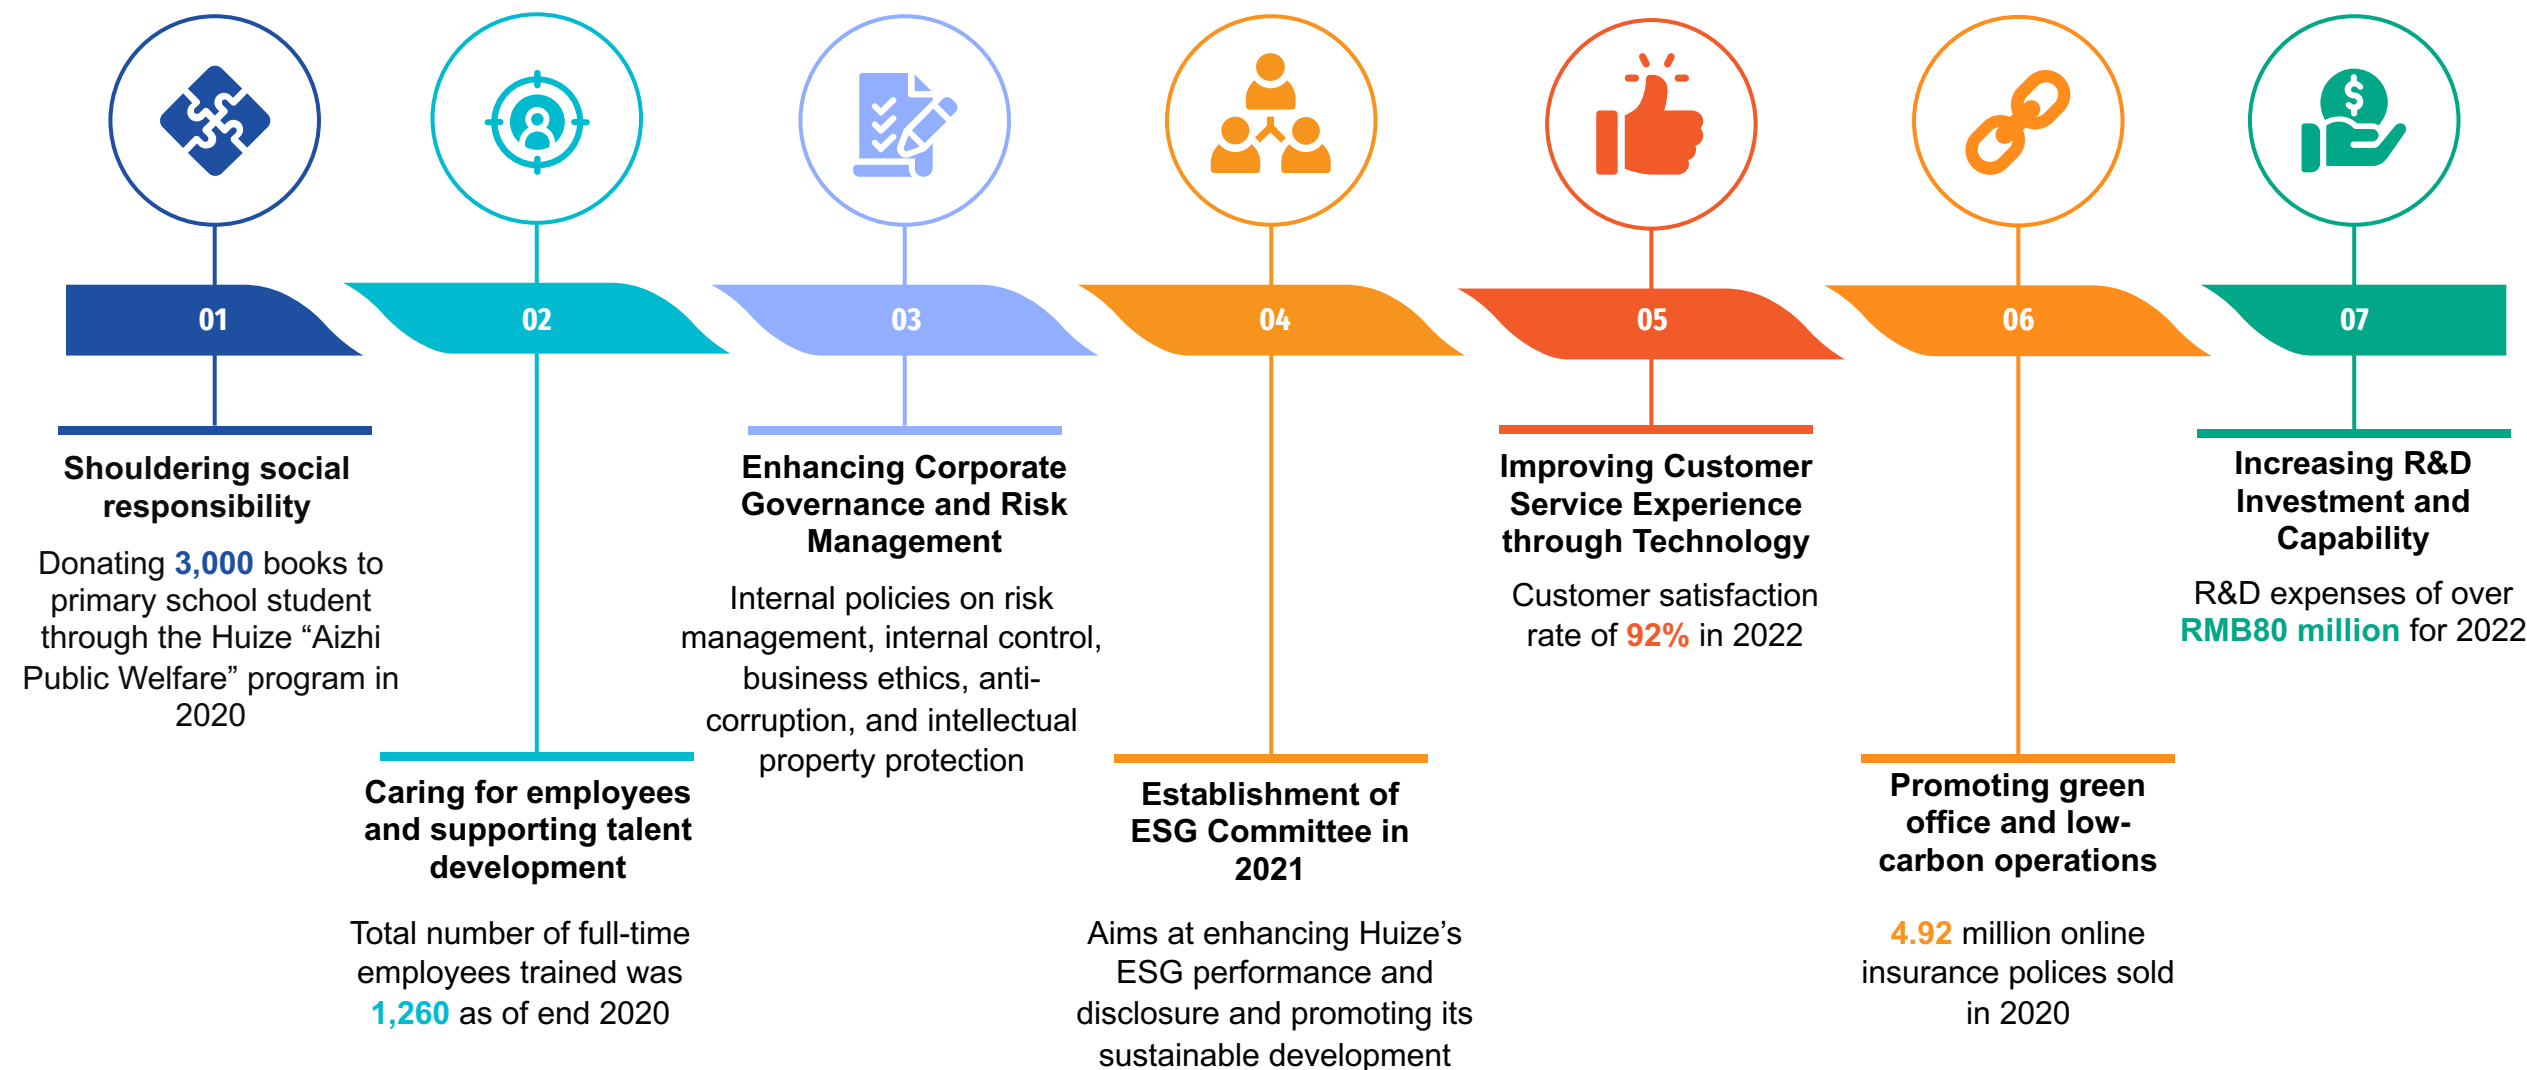 01
02
03
04
05
06
07
Shouldering social
responsibility
Donating 3,000 books to
primary school student
through the Huize “Aizhi
Public Welfare” program in
2020
Caring for employees
and supporting talent
development
Total number of full-time
employees trained was
1,260 as of end 2020
Enhancing Corporate
Governance and Risk
Management
Internal policies on risk
management, internal control,
business ethics, anti-
corruption, and intellectual
property protection
Establishment of
ESG Committee in
2021
Aims at enhancing Huize’s
ESG performance and
disclosure and promoting its
sustainable development
Improving Customer
Service Experience
through Technology
Customer satisfaction
rate of 92% in 2022
Promoting green
office and low-
carbon operations
4.92 million online
insurance polices sold
in 2020
Increasing R&D
Investment and
Capability
R&D expenses of over
RMB80 million for 2022
$